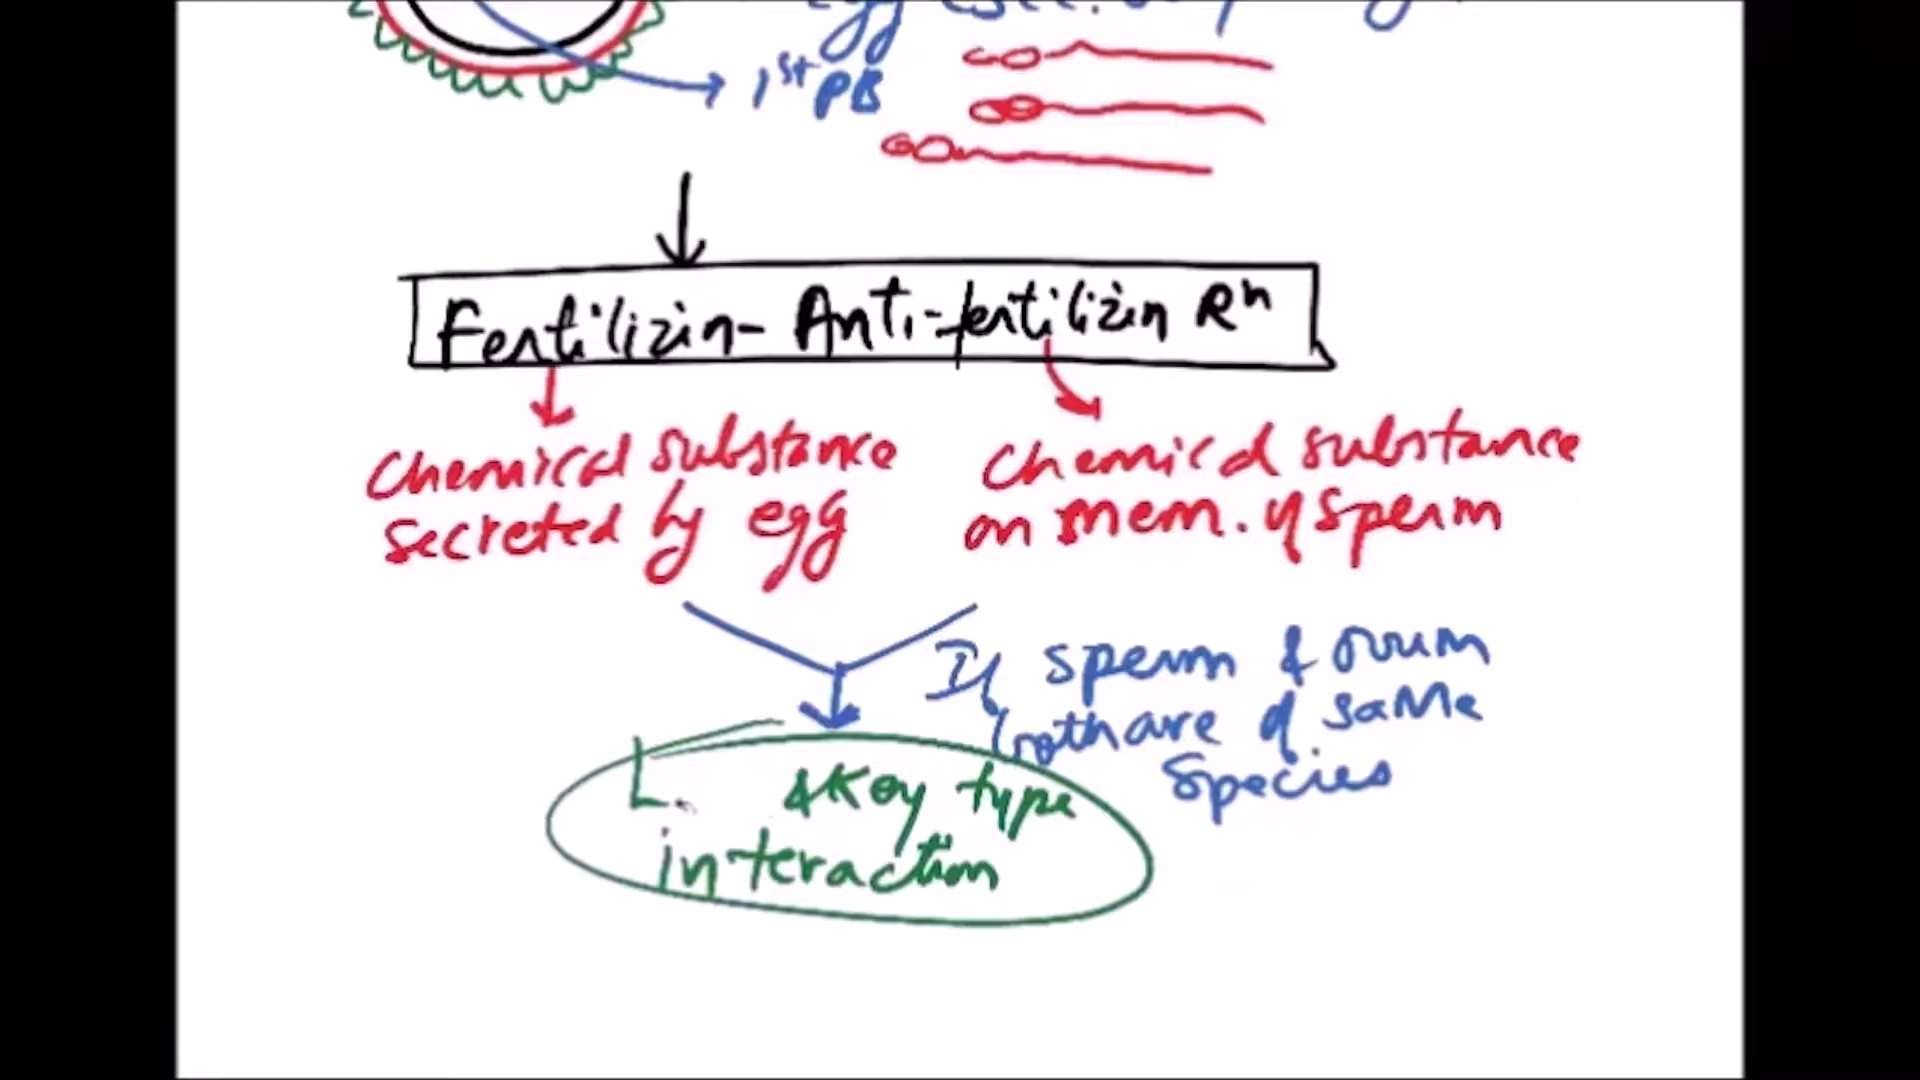 1st PB
Fertilizin- Anti-fertilizin Rn
Chemical substance
secreted by egg
Chemical substance
on mem. of sperm
If sperm & ovum
both are of same
species
L. &Key type
interaction